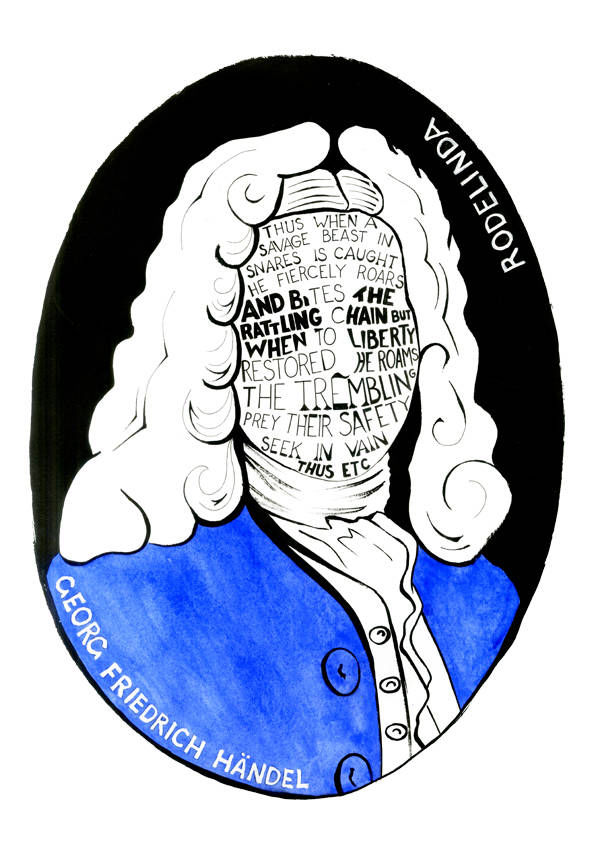 RODELINDA
THUS WHEN A
SAVAGE BEAST IN
SNARES IS CAUGHT
HE FIERCELY ROARS
AND BITES THE
RATTLING CHAIN BUT
WHEN TO LIBERTY
RESTORED HE ROAMS
THE TREMBLING
PREY THEIR SAFETY
SEEK IN VAIN
THUS ETC
GEORG FRIEDRICH HÄNDEL